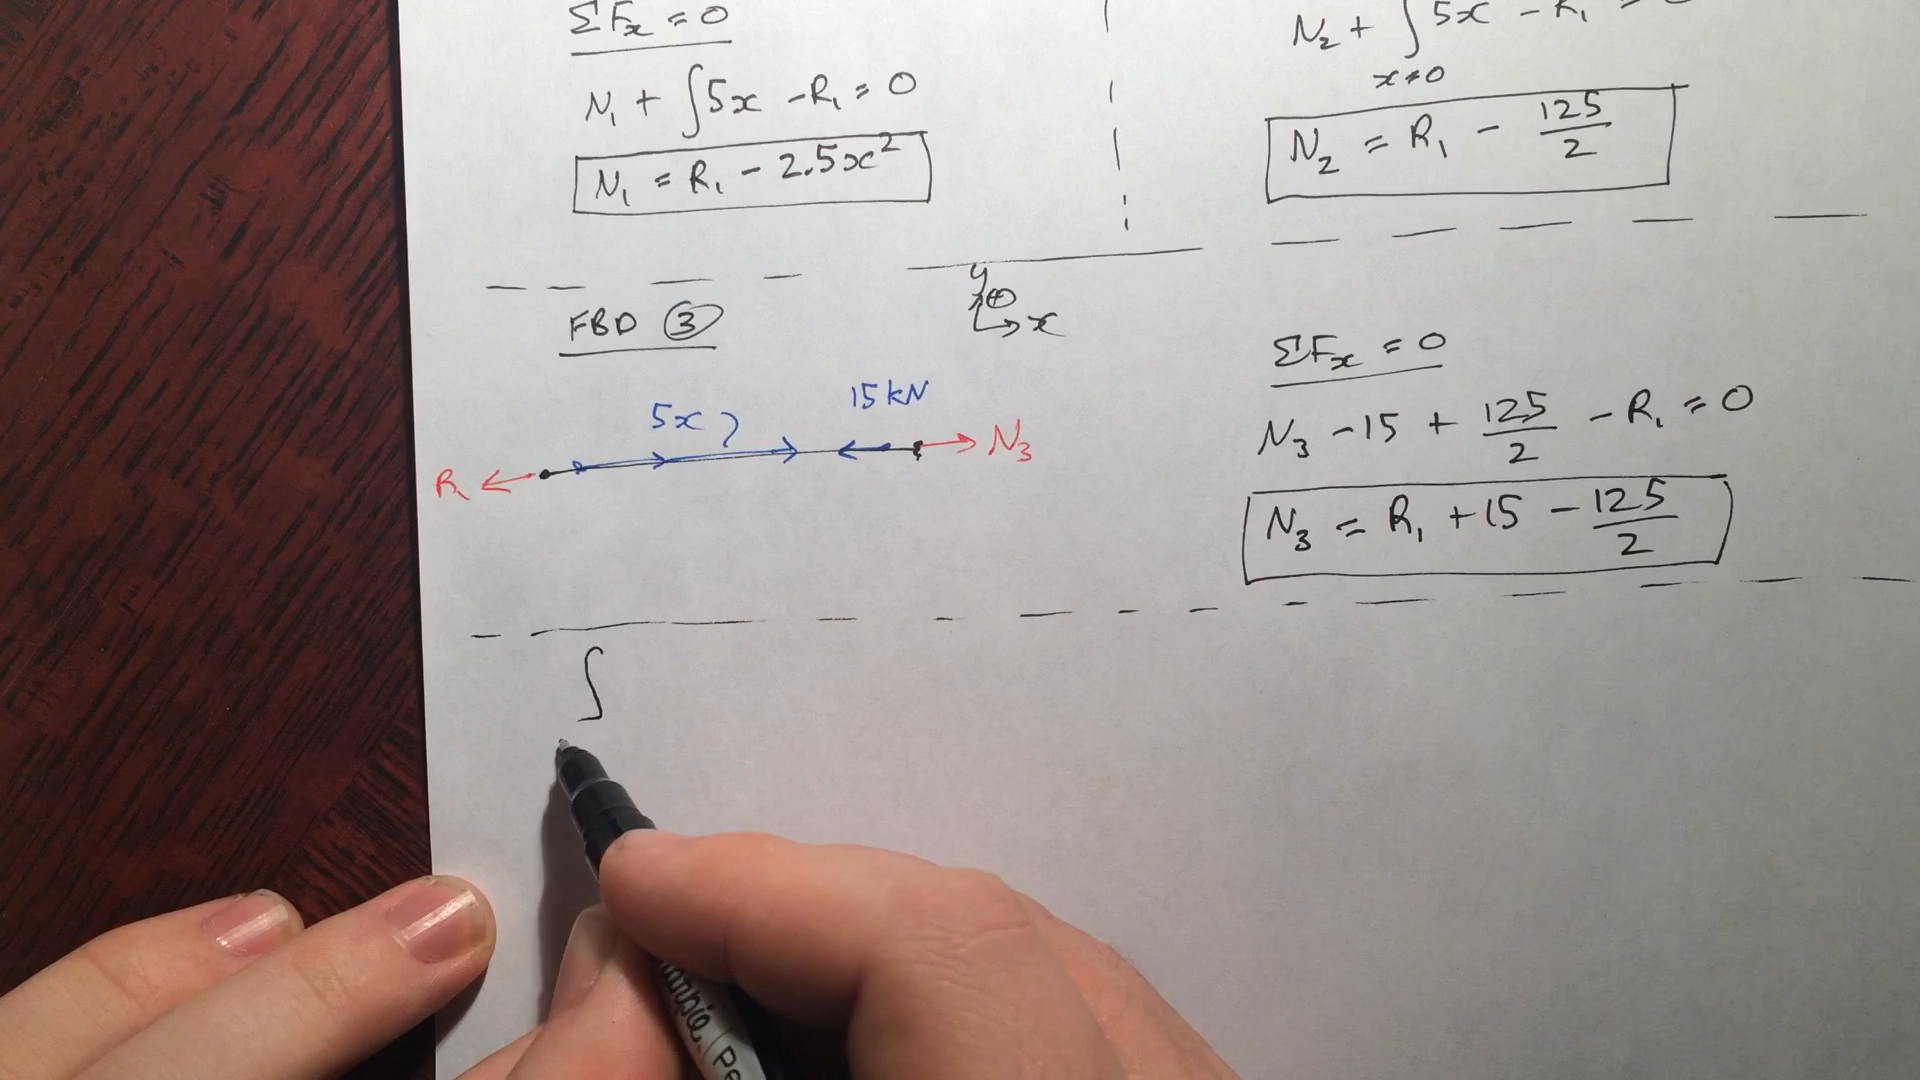 ΣFx = 0
N₁ + ∫5x - R₁ = 0
N₁ = R₁ - 2.5x²
N₂ + ∫ 5x - R₁ =
x=0
N₂ = R₁ - 125/2
FBD ③
y
⊕
x
5x
15 kN
R₁
N₃
ΣFx = 0
N₃ - 15 + 125/2 - R₁ = 0
N₃ = R₁ + 15 - 125/2
∫